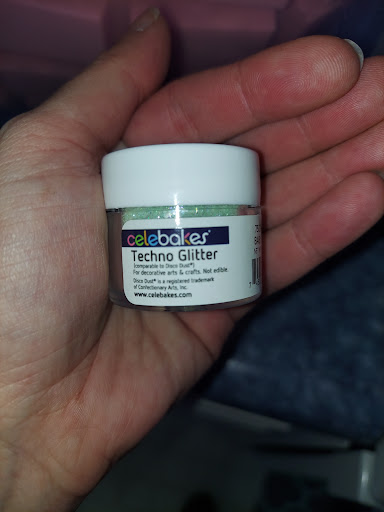 celebakes®
Techno Glitter
(comparable to Disco Dust®)
For decorative arts & crafts. Not edible
Disco Dust® is a registered trademark
of Confectionary Arts, Inc.
www.celebakes.com